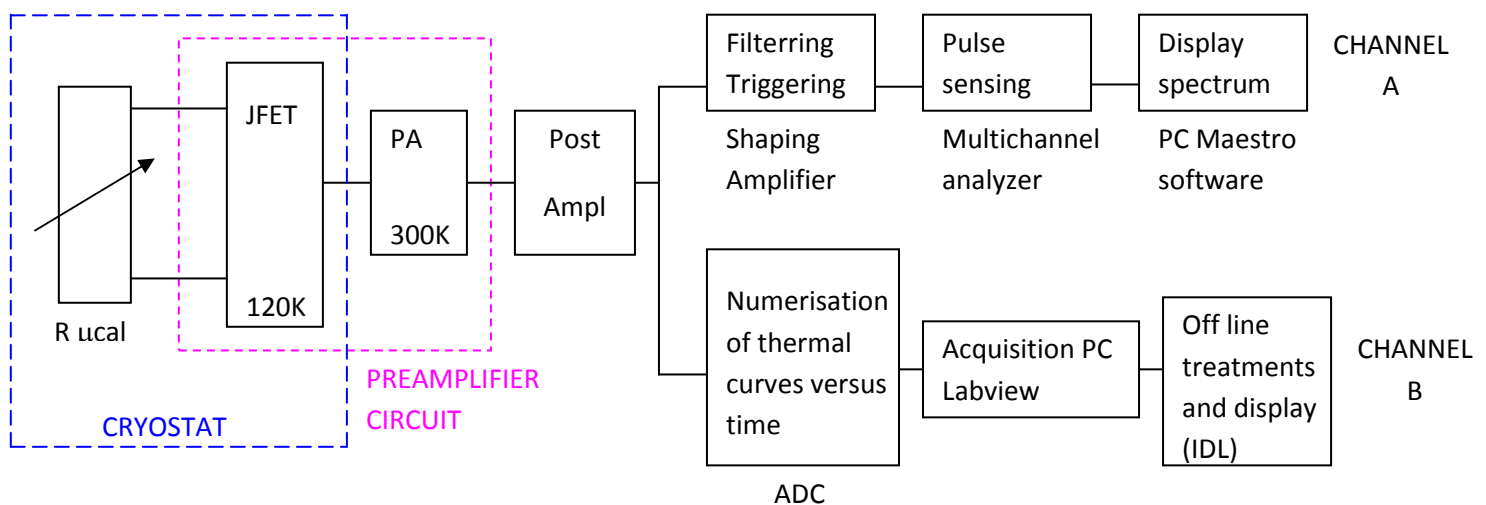 R µcal
JFET
120K
CRYOSTAT
PA
300K
PREAMPLIFIER
CIRCUIT
Post
Ampl
Filterring
Triggering
Shaping
Amplifier
Pulse
sensing
Multichannel
analyzer
Display
spectrum
PC Maestro
software
CHANNEL
A
Numerisation
of thermal
curves versus
time
ADC
Acquisition PC
Labview
Off line
treatments
and display
(IDL)
CHANNEL
B